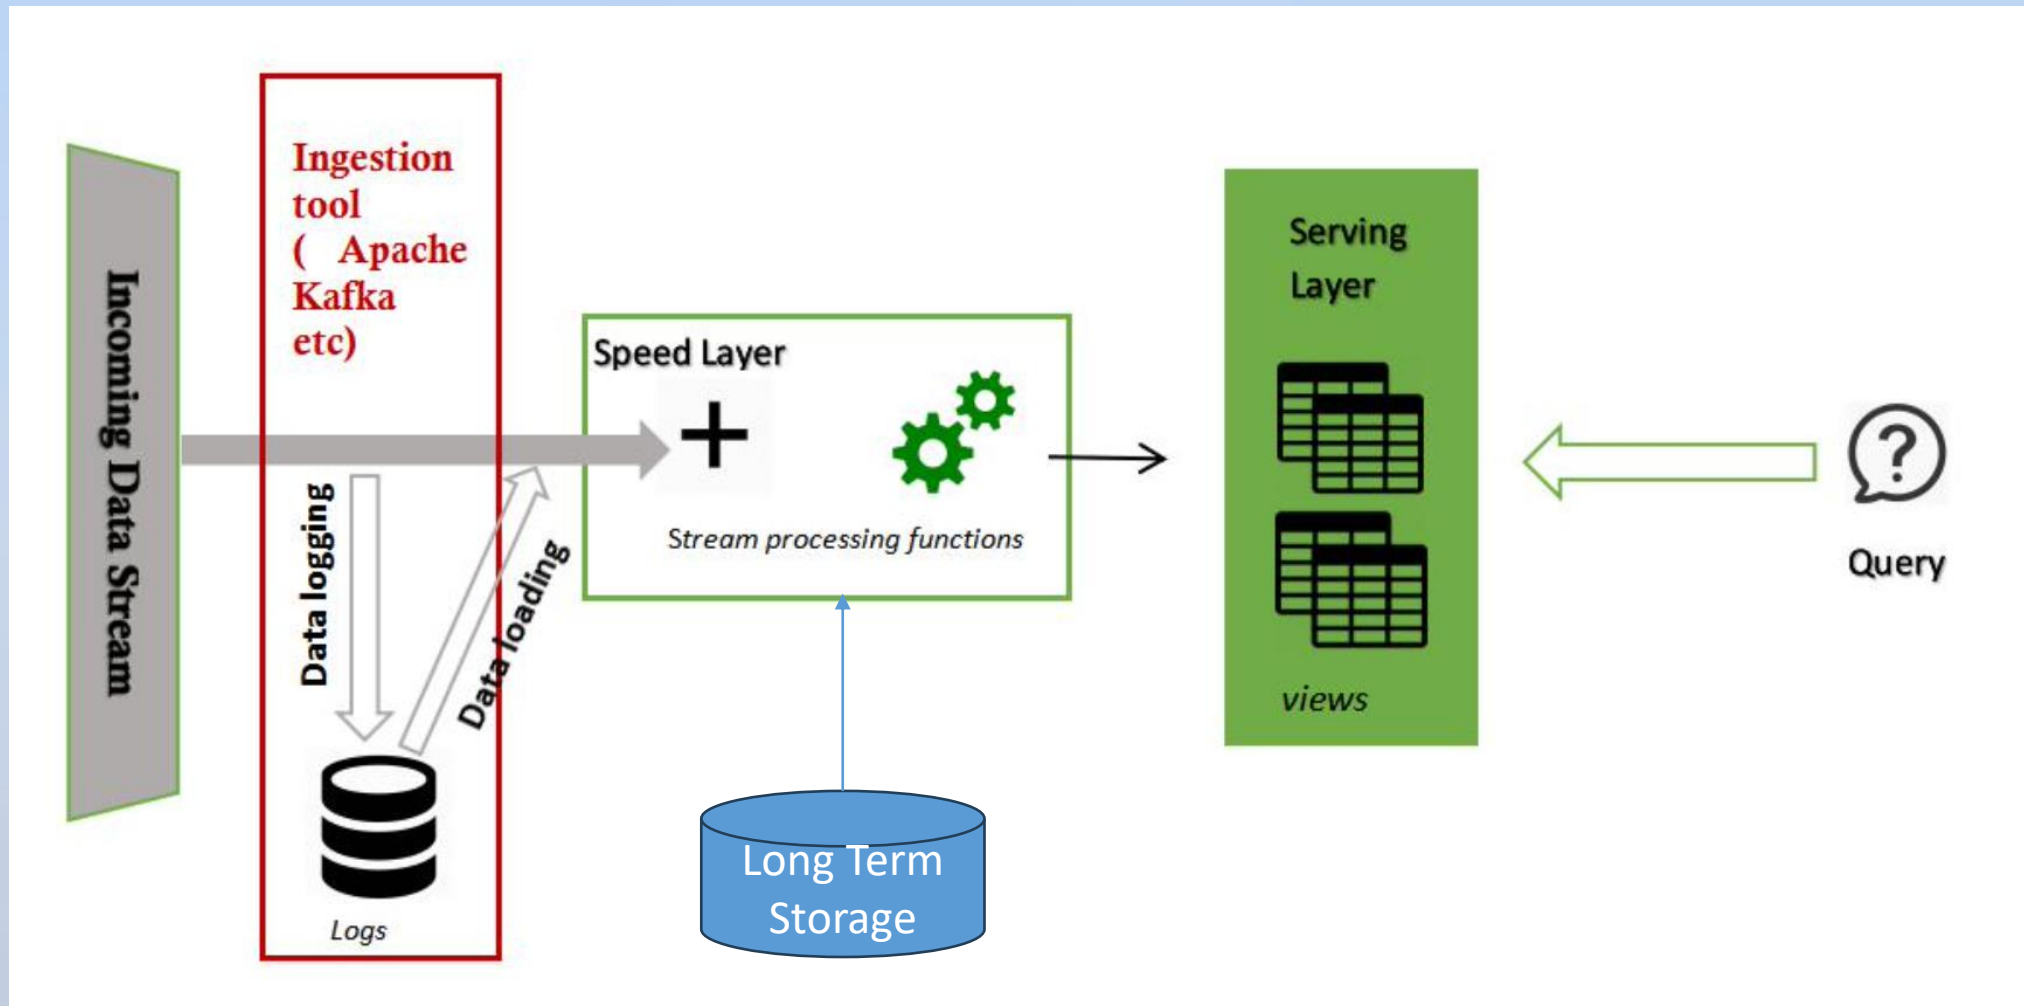 Incoming Data Stream
Ingestion
tool
( Apache
Kafka
etc)
Data logging
Data loading
Logs
Speed Layer
Stream processing functions
Long Term
Storage
Serving
Layer
views
?
Query